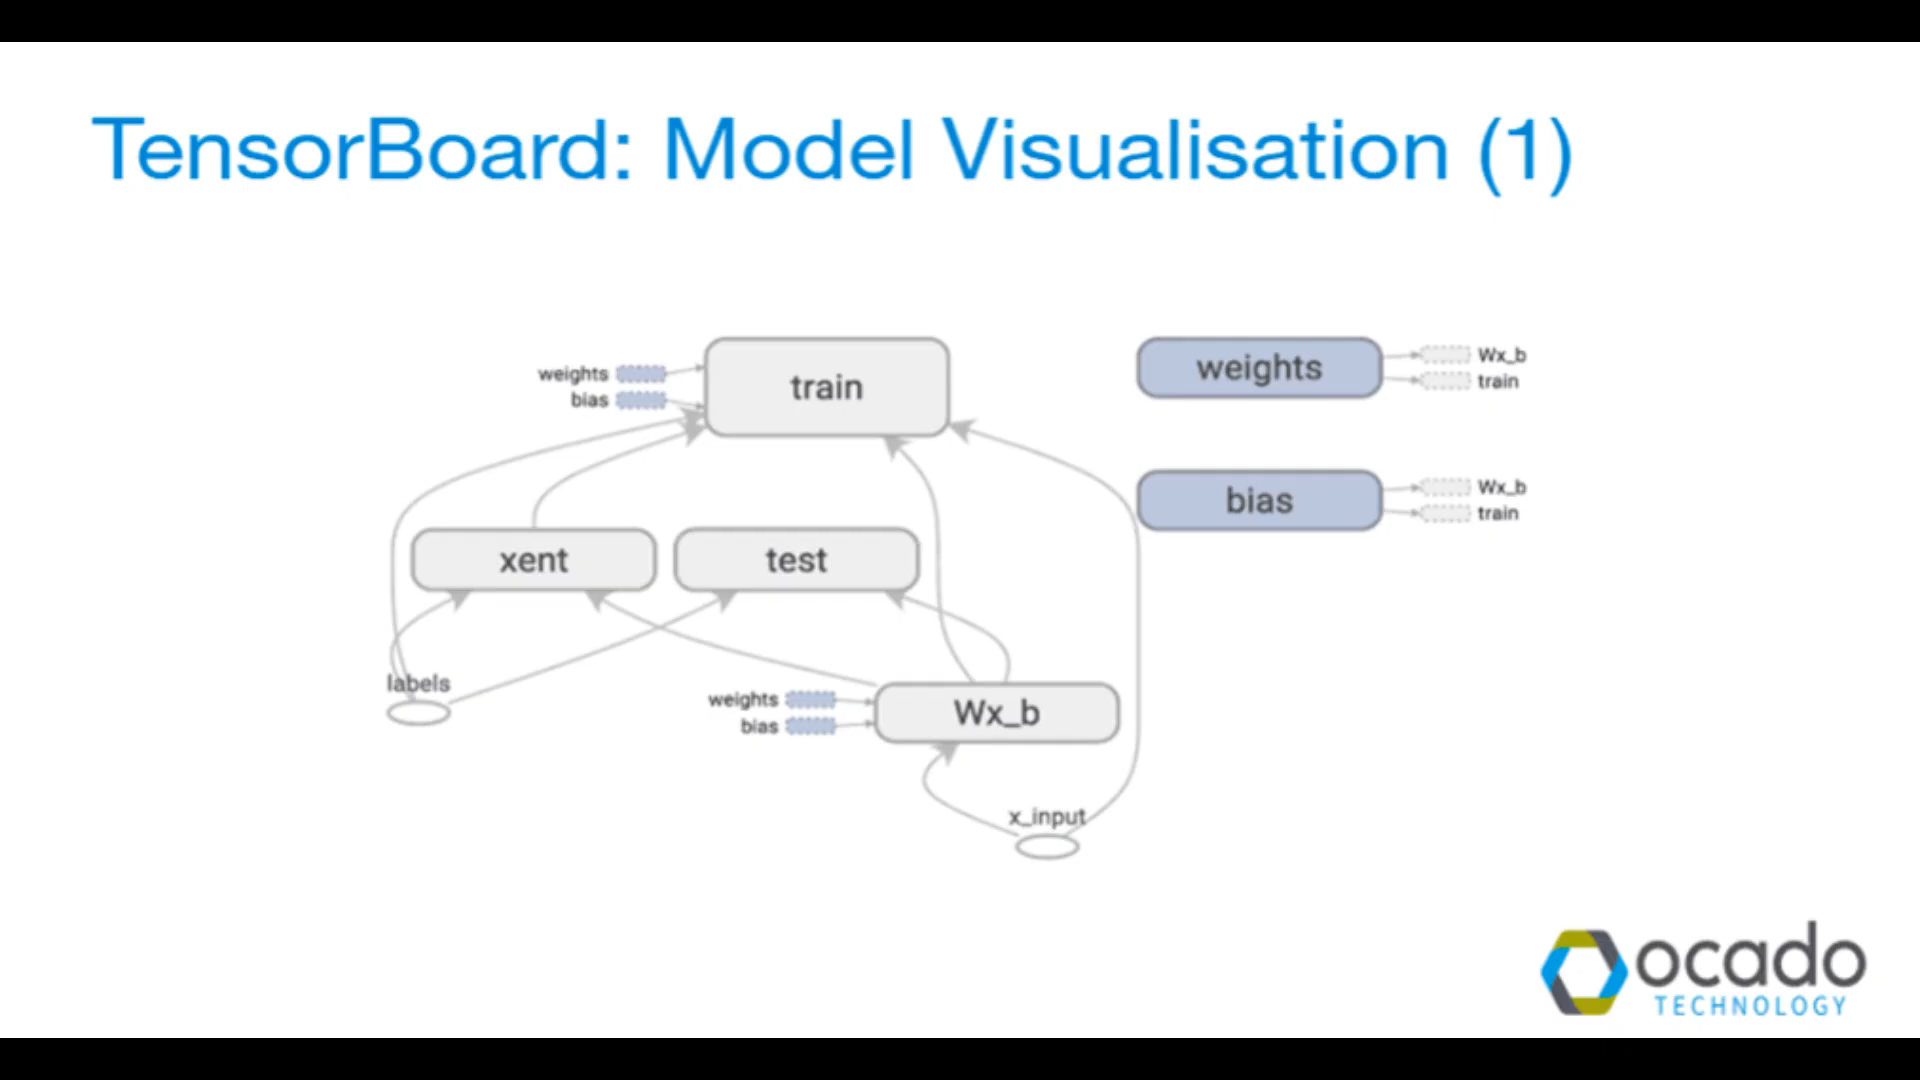 TensorBoard: Model Visualisation (1)
weights
bias
train
weights
Wx_b
train
bias
Wx_b
train
xent
test
labels
weights
bias
Wx_b
x_input
ocado
TECHNOLOGY